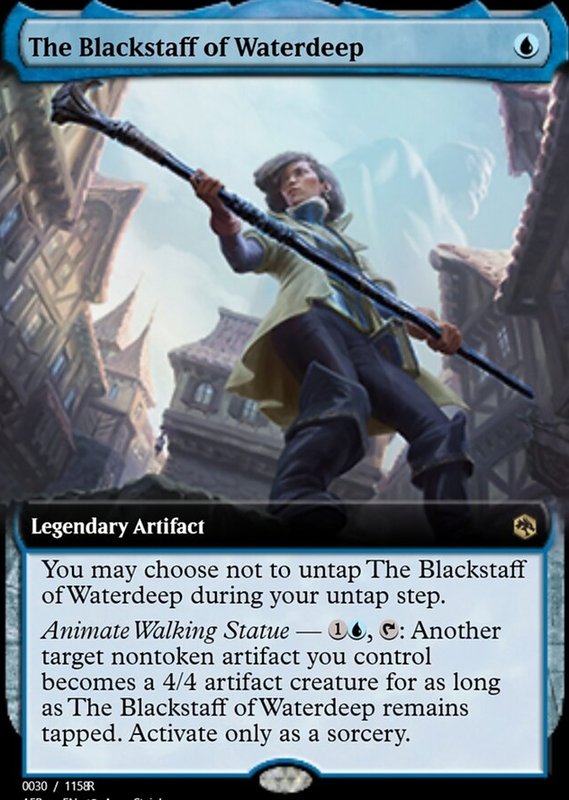 The Blackstaff of Waterdeep
Legendary Artifact
You may choose not to untap The Blackstaff
of Waterdeep during your untap step.
Animate Walking Statue — 1, : Another
target nontoken artifact you control
becomes a 4/4 artifact creature for as long
as The Blackstaff of Waterdeep remains
tapped. Activate only as a sorcery.
0030 / 1158R